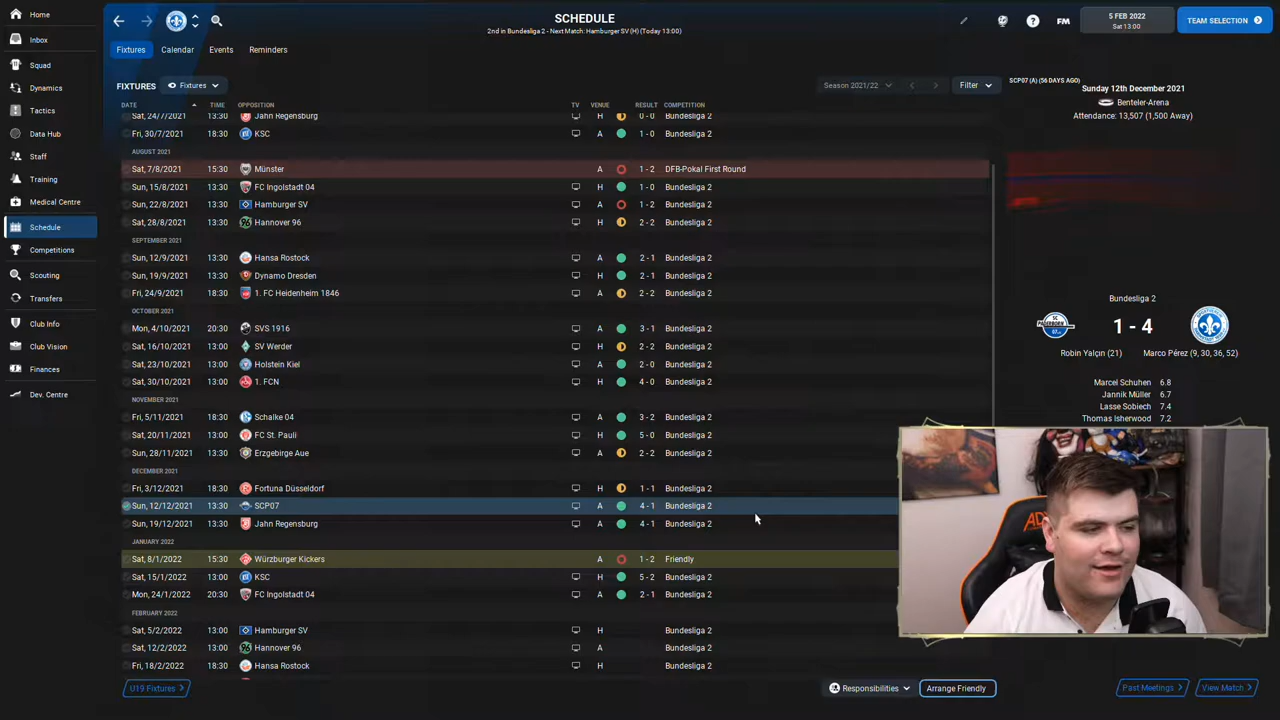 Home
Inbox
Squad
Dynamics
Tactics
Data Hub
Staff
Training
Medical Centre
Schedule
Competitions
Scouting
Transfers
Club Info
Club Vision
Finances
Dev. Centre
SCHEDULE
2nd in Bundesliga 2 - Next Match: Hamburger SV (H) (Today 13:00)
FM
5 FEB 2022
Sat 13:00
TEAM SELECTION
Fixtures Calendar Events Reminders
FIXTURES Fixtures Season 2021/22 Filter
DATE TIME OPPOSITION TV VENUE RESULT COMPETITION
Sat, 24/7/2021 13:30 Jahn Regensburg H 0 - 0 Bundesliga 2
Fri, 30/7/2021 18:30 KSC A 1 - 0 Bundesliga 2
AUGUST 2021
Sat, 7/8/2021 15:30 Münster A 1 - 2 DFB-Pokal First Round
Sun, 15/8/2021 13:30 FC Ingolstadt 04 H 1 - 0 Bundesliga 2
Sun, 22/8/2021 13:30 Hamburger SV A 1 - 2 Bundesliga 2
Sat, 28/8/2021 13:30 Hannover 96 H 2 - 2 Bundesliga 2
SEPTEMBER 2021
Sun, 12/9/2021 13:30 Hansa Rostock A 2 - 1 Bundesliga 2
Sun, 19/9/2021 13:30 Dynamo Dresden H 2 - 1 Bundesliga 2
Fri, 24/9/2021 18:30 1. FC Heidenheim 1846 A 2 - 2 Bundesliga 2
OCTOBER 2021
Mon, 4/10/2021 20:30 SVS 1916 A 3 - 1 Bundesliga 2
Sat, 16/10/2021 13:00 SV Werder H 2 - 2 Bundesliga 2
Sat, 23/10/2021 13:00 Holstein Kiel A 2 - 0 Bundesliga 2
Sat, 30/10/2021 13:00 1. FCN H 4 - 0 Bundesliga 2
NOVEMBER 2021
Fri, 5/11/2021 18:30 Schalke 04 A 3 - 2 Bundesliga 2
Sat, 20/11/2021 13:00 FC St. Pauli H 5 - 0 Bundesliga 2
Sun, 28/11/2021 13:30 Erzgebirge Aue A 2 - 2 Bundesliga 2
DECEMBER 2021
Fri, 3/12/2021 18:30 Fortuna Düsseldorf H 1 - 1 Bundesliga 2
Sun, 12/12/2021 13:30 SCP07 A 4 - 1 Bundesliga 2
Sun, 19/12/2021 13:30 Jahn Regensburg A 4 - 1 Bundesliga 2
JANUARY 2022
Sat, 8/1/2022 15:30 Würzburger Kickers A 1 - 2 Friendly
Sat, 15/1/2022 13:00 KSC H 5 - 2 Bundesliga 2
Mon, 24/1/2022 20:30 FC Ingolstadt 04 A 2 - 1 Bundesliga 2
FEBRUARY 2022
Sat, 5/2/2022 13:00 Hamburger SV H Bundesliga 2
Sat, 12/2/2022 13:00 Hannover 96 A Bundesliga 2
Fri, 18/2/2022 18:30 Hansa Rostock H Bundesliga 2
U19 Fixtures
Responsibilities
Arrange Friendly
SCP07 (A) (56 DAYS AGO)
Sunday 12th December 2021
Benteler-Arena
Attendance: 13,507 (1,500 Away)
Bundesliga 2
1 - 4
Robin Yalçın (21) Marco Pérez (9, 30, 36, 52)
Marcel Schuhen 6.8
Jannik Müller 6.7
Lasse Sobiech 7.4
Thomas Isherwood 7.2
Past Meetings
View Match